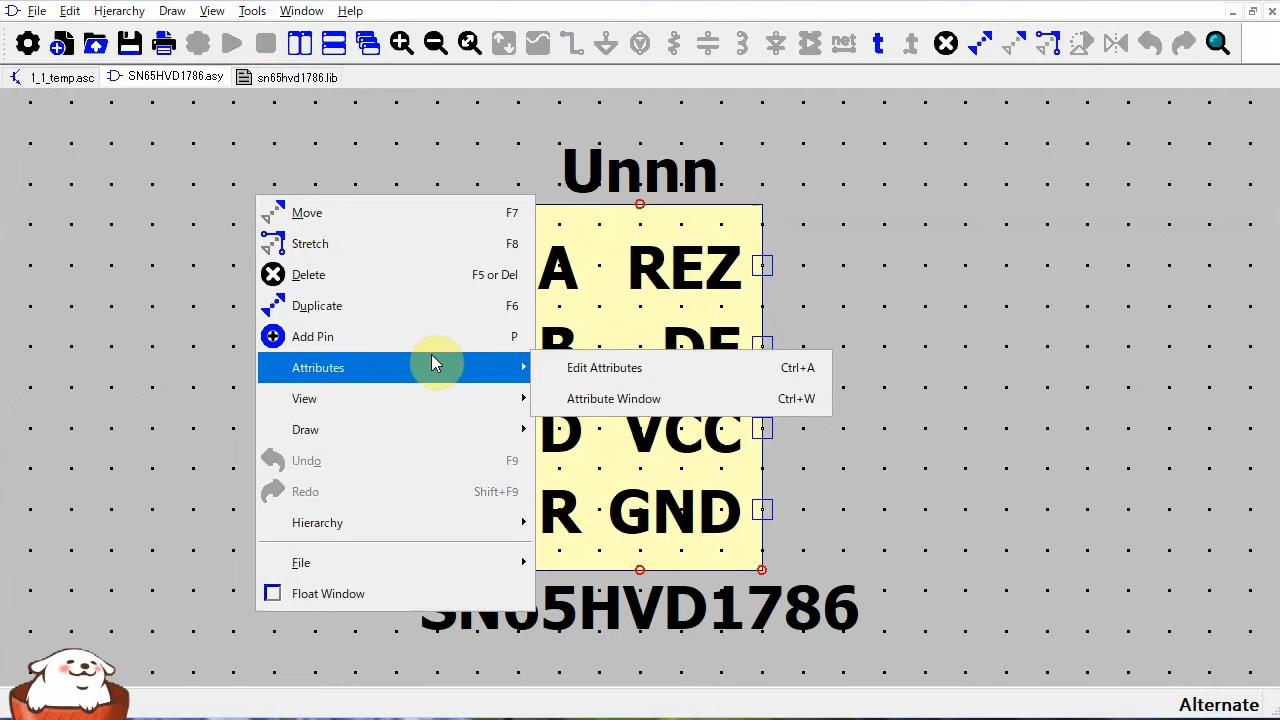 File Edit Hierarchy Draw View Tools Window Help
net t
1_1_temp.asc SN65HVD1786.asy sn65hvd1786.lib
Unnn
Move F7
Stretch F8
Delete F5 or Del
Duplicate F6
Add Pin P
Attributes
View
Draw
Undo F9
Redo Shift+F9
Hierarchy
File
Float Window
Edit Attributes Ctrl+A
Attribute Window Ctrl+W
A REZ
B DE
D VCC
R GND
SN65HVD1786
Alternate